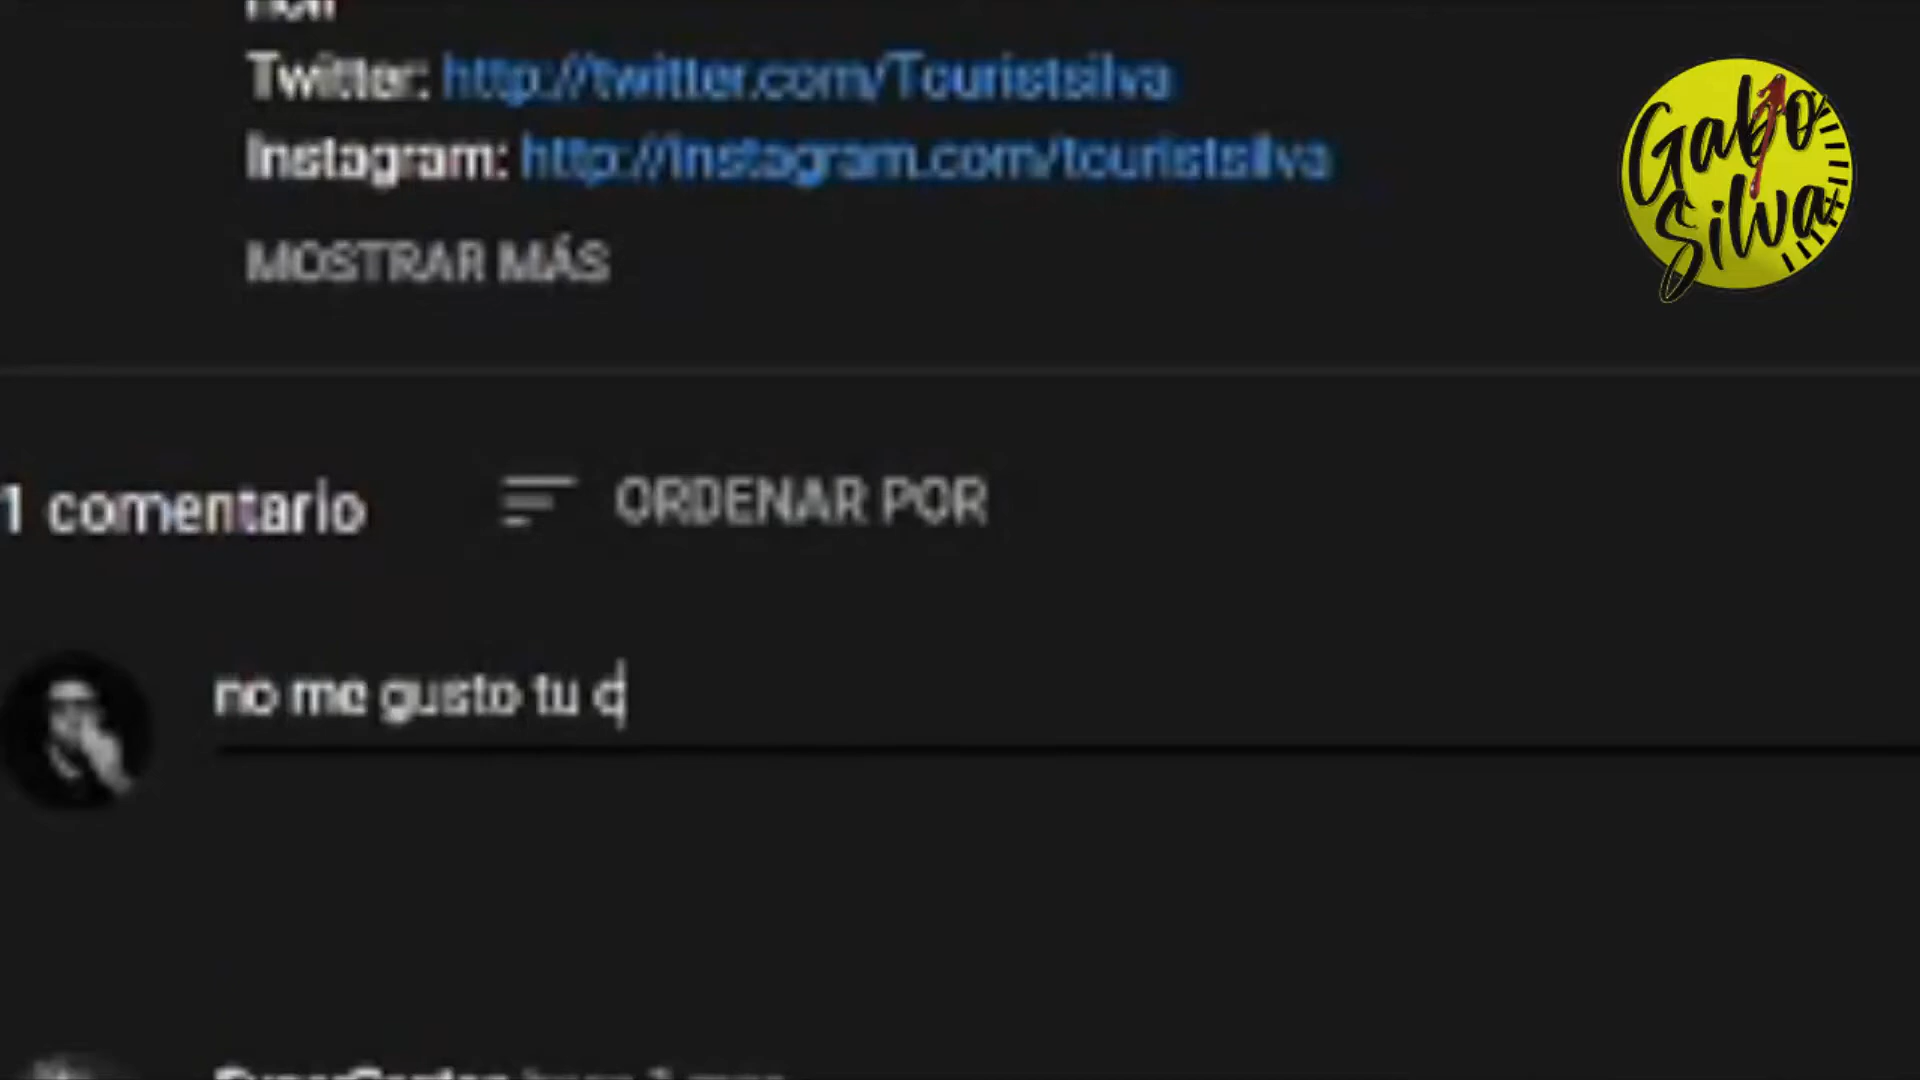 Twitter: http://twitter.com/Touristsilva
Instagram: http://instagram.com/touristsilva
MOSTRAR MÁS
Gabo
Silva
1 comentario
ORDENAR POR
no me gusto tu c